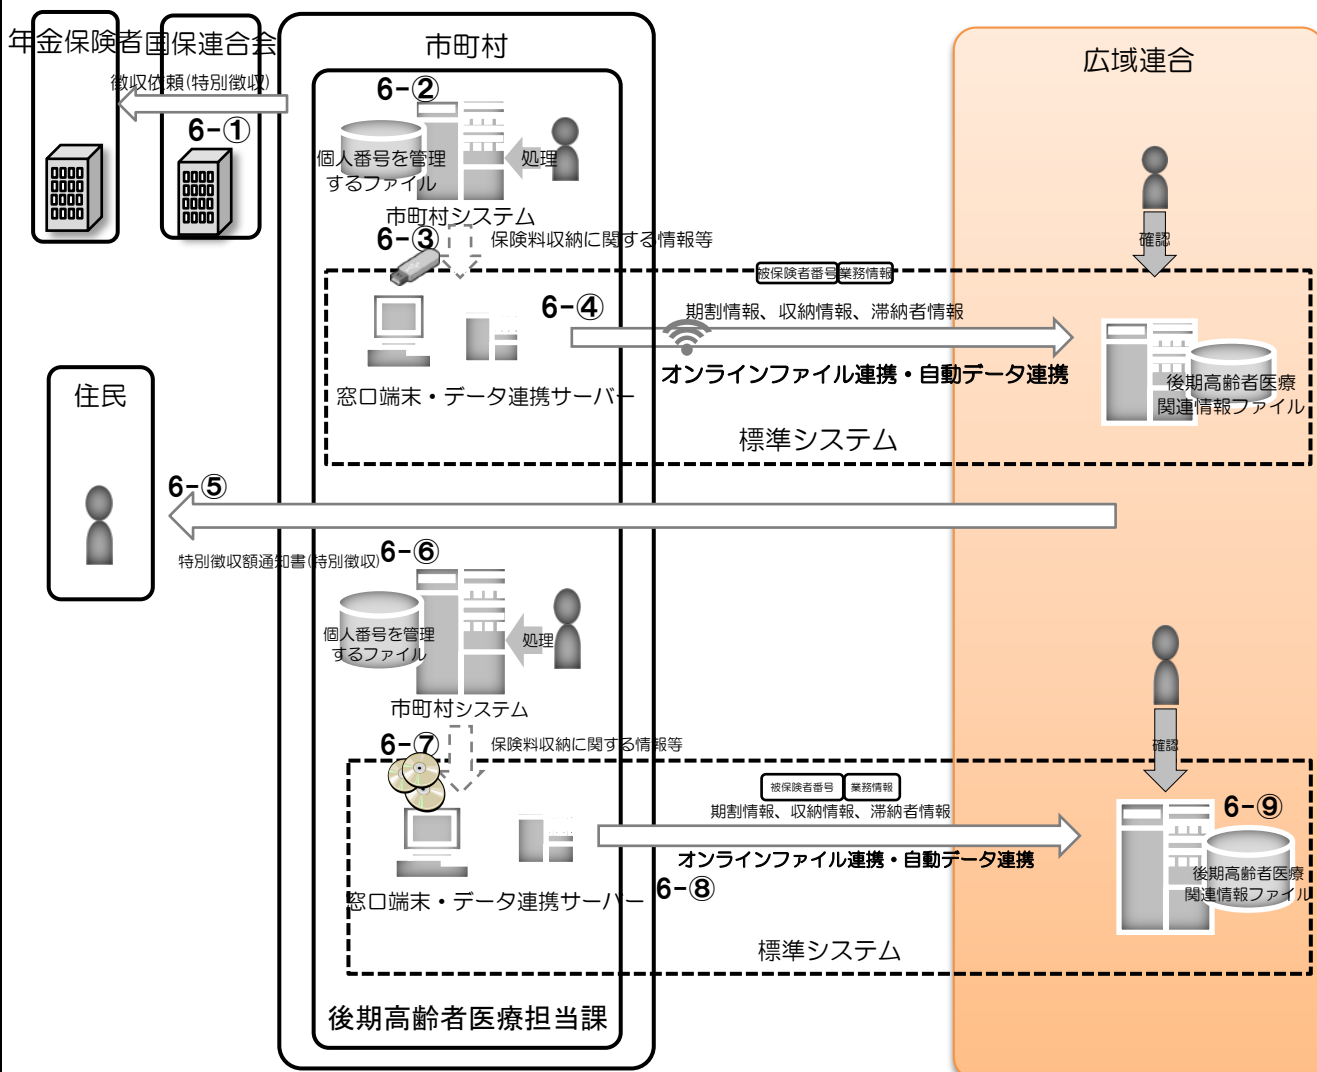 年金保険者
国保連合会
市町村
広域連合
徴収依頼(特別徴収)
6-①
6-②
個人番号を管理
するファイル
処理
市町村システム
6-③
保険料収納に関する情報等
確認
被保険者番号
業務情報
6-④
期割情報、収納情報、滞納者情報
オンラインファイル連携・自動データ連携
窓口端末・データ連携サーバー
後期高齢者医療
関連情報ファイル
標準システム
住民
6-⑤
特別徴収額通知書(特別徴収)
6-⑥
個人番号を管理
するファイル
処理
市町村システム
6-⑦
保険料収納に関する情報等
確認
被保険者番号
業務情報
期割情報、収納情報、滞納者情報
オンラインファイル連携・自動データ連携
6-⑧
窓口端末・データ連携サーバー
6-⑨
後期高齢者医療
関連情報ファイル
標準システム
後期高齢者医療担当課